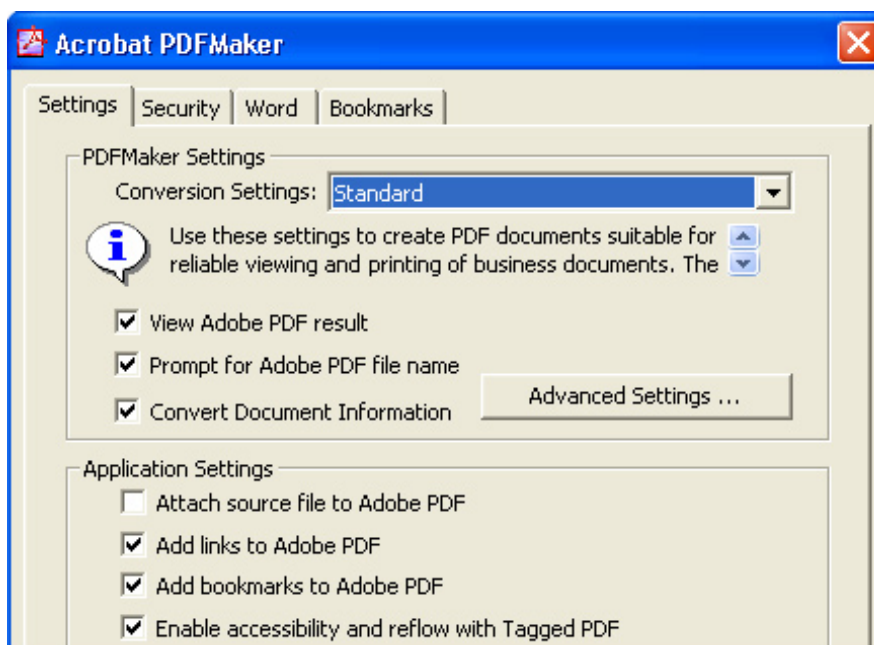 Acrobat PDFMaker
Settings Security Word Bookmarks
PDFMaker Settings
Conversion Settings: Standard
Use these settings to create PDF documents suitable for
reliable viewing and printing of business documents. The
View Adobe PDF result
Prompt for Adobe PDF file name
Convert Document Information
Advanced Settings ...
Application Settings
Attach source file to Adobe PDF
Add links to Adobe PDF
Add bookmarks to Adobe PDF
Enable accessibility and reflow with Tagged PDF